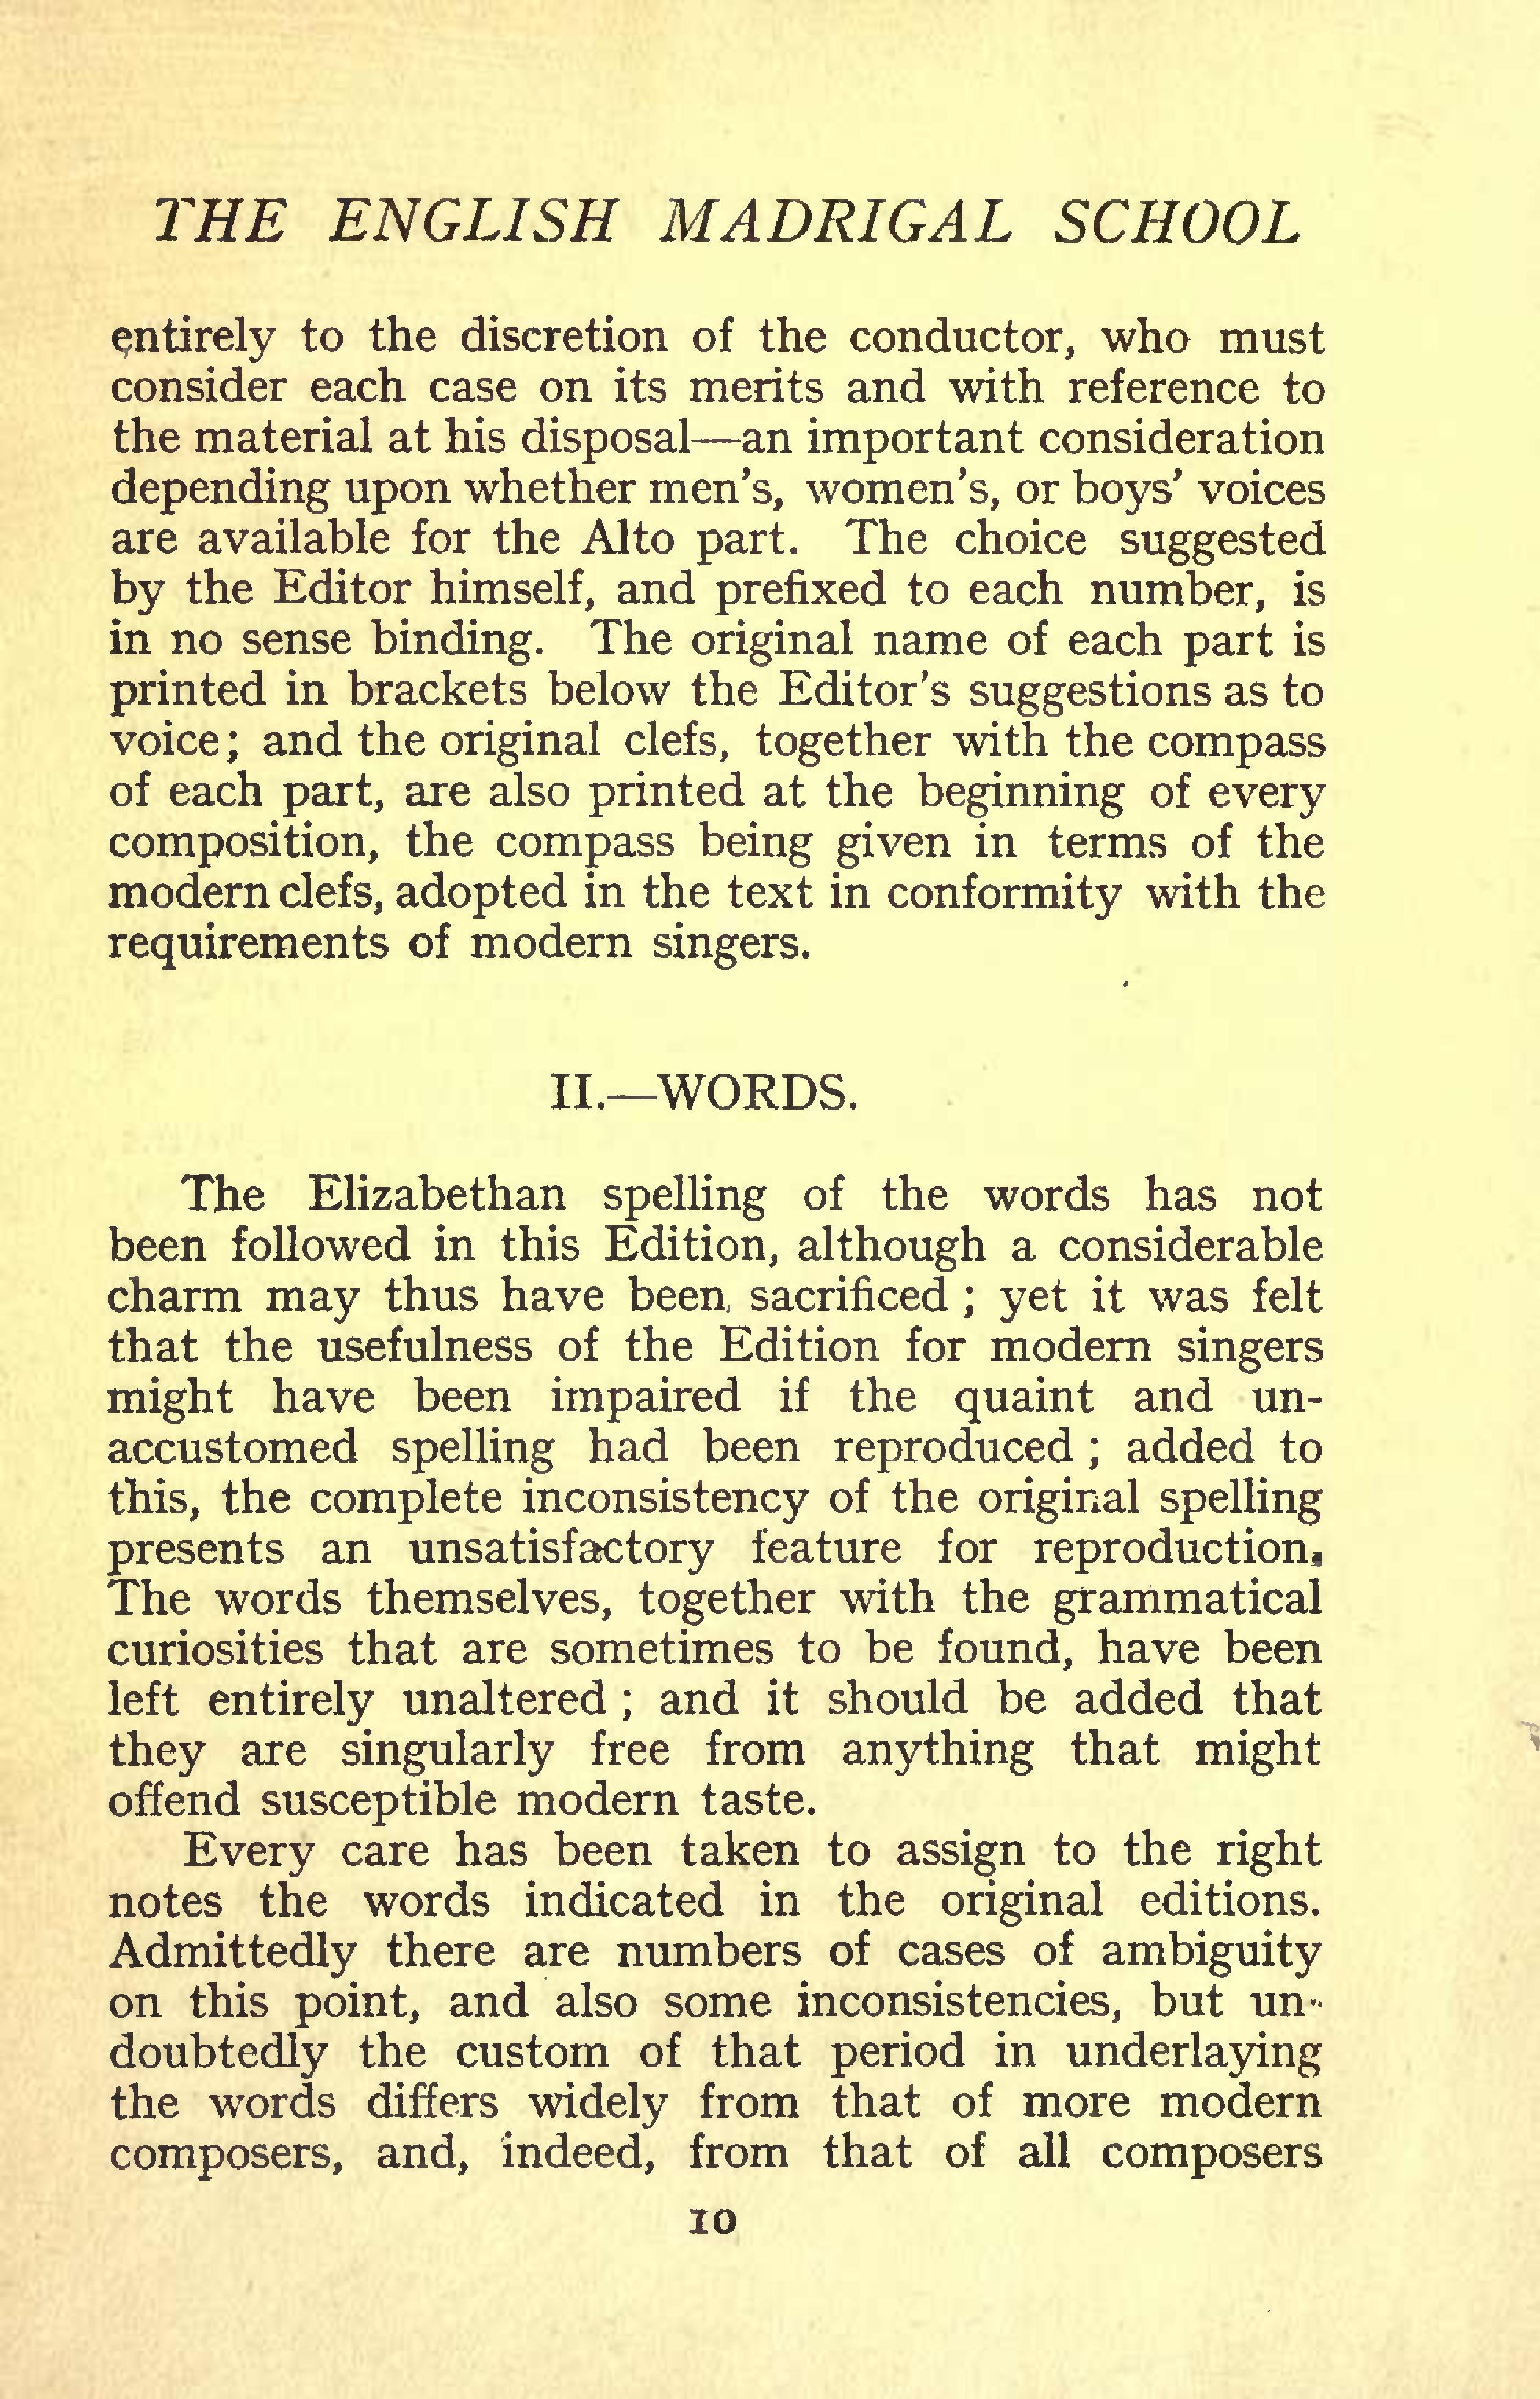 THE ENGLISH MADRIGAL SCHOOL
entirely to the discretion of the conductor, who must
consider each case on its merits and with reference to
the material at his disposal—an important consideration
depending upon whether men's, women's, or boys' voices
are available for the Alto part. The choice suggested
by the Editor himself, and prefixed to each number, is
in no sense binding. The original name of each part is
printed in brackets below the Editor's suggestions as to
voice; and the original clefs, together with the compass
of each part, are also printed at the beginning of every
composition, the compass being given in terms of the
modern clefs, adopted in the text in conformity with the
requirements of modern singers.
II.—WORDS.
The Elizabethan spelling of the words has not
been followed in this Edition, although a considerable
charm may thus have been sacrificed ; yet it was felt
that the usefulness of the Edition for modern singers
might have been impaired if the quaint and un-
accustomed spelling had been reproduced ; added to
this, the complete inconsistency of the original spelling
presents an unsatisfactory feature for reproduction.
The words themselves, together with the grammatical
curiosities that are sometimes to be found, have been
left entirely unaltered ; and it should be added that
they are singularly free from anything that might
offend susceptible modern taste.
Every care has been taken to assign to the right
notes the words indicated in the original editions.
Admittedly there are numbers of cases of ambiguity
on this point, and also some inconsistencies, but un-
doubtedly the custom of that period in underlaying
the words differs widely from that of more modern
composers, and, indeed, from that of all composers
10